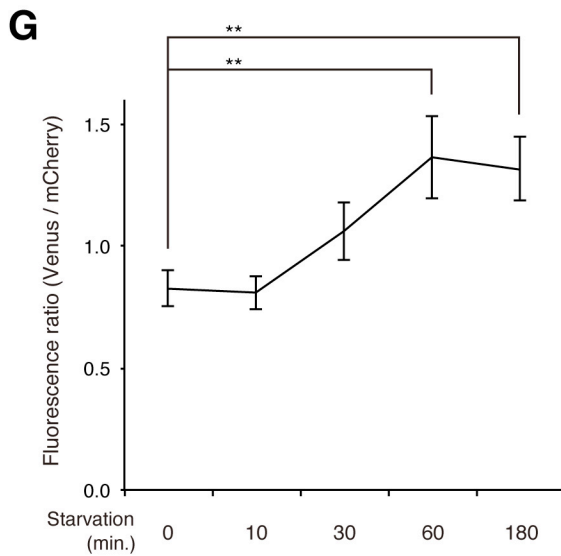 G
**
**
1.5
1.0
0.5
0.0
Fluorescence ratio (Venus / mCherry)
Starvation (min.)
0 10 30 60 180